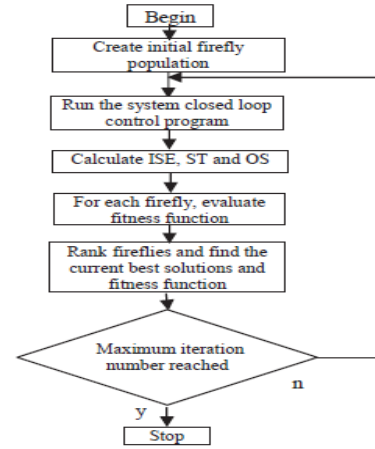 Begin
Create initial firefly
population
Run the system closed loop
control program
Calculate ISE, ST and OS
For each firefly, evaluate
fitness function
Rank fireflies and find the
current best solutions and
fitness function
Maximum iteration
number reached
n
y
Stop